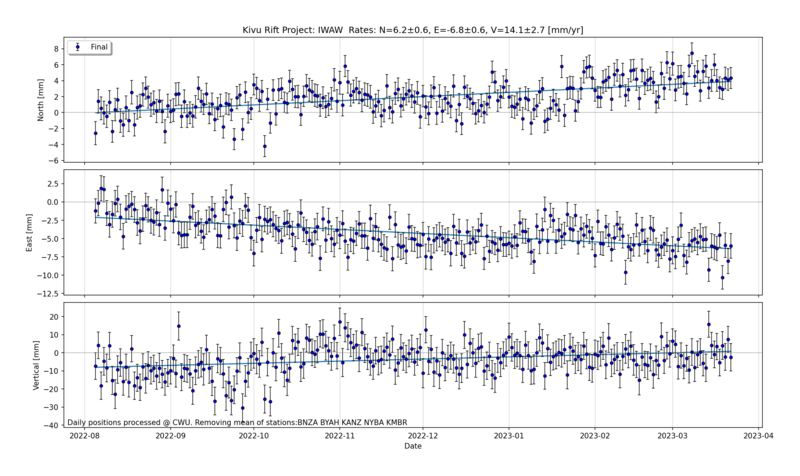 Kivu Rift Project: IWAW  Rates: N=6.2±0.6, E=-6.8±0.6, V=14.1±2.7 [mm/yr]
Final
North [mm]
8
6
4
2
0
−2
−4
−6
East [mm]
2.5
0.0
−2.5
−5.0
−7.5
−10.0
−12.5
Vertical [mm]
20
10
0
−10
−20
−30
−40
Daily positions processed @ CWU. Removing mean of stations:BNZA BYAH KANZ NYBA KMBR
2022-08 2022-09 2022-10 2022-11 2022-12 2023-01 2023-02 2023-03 2023-04
Date